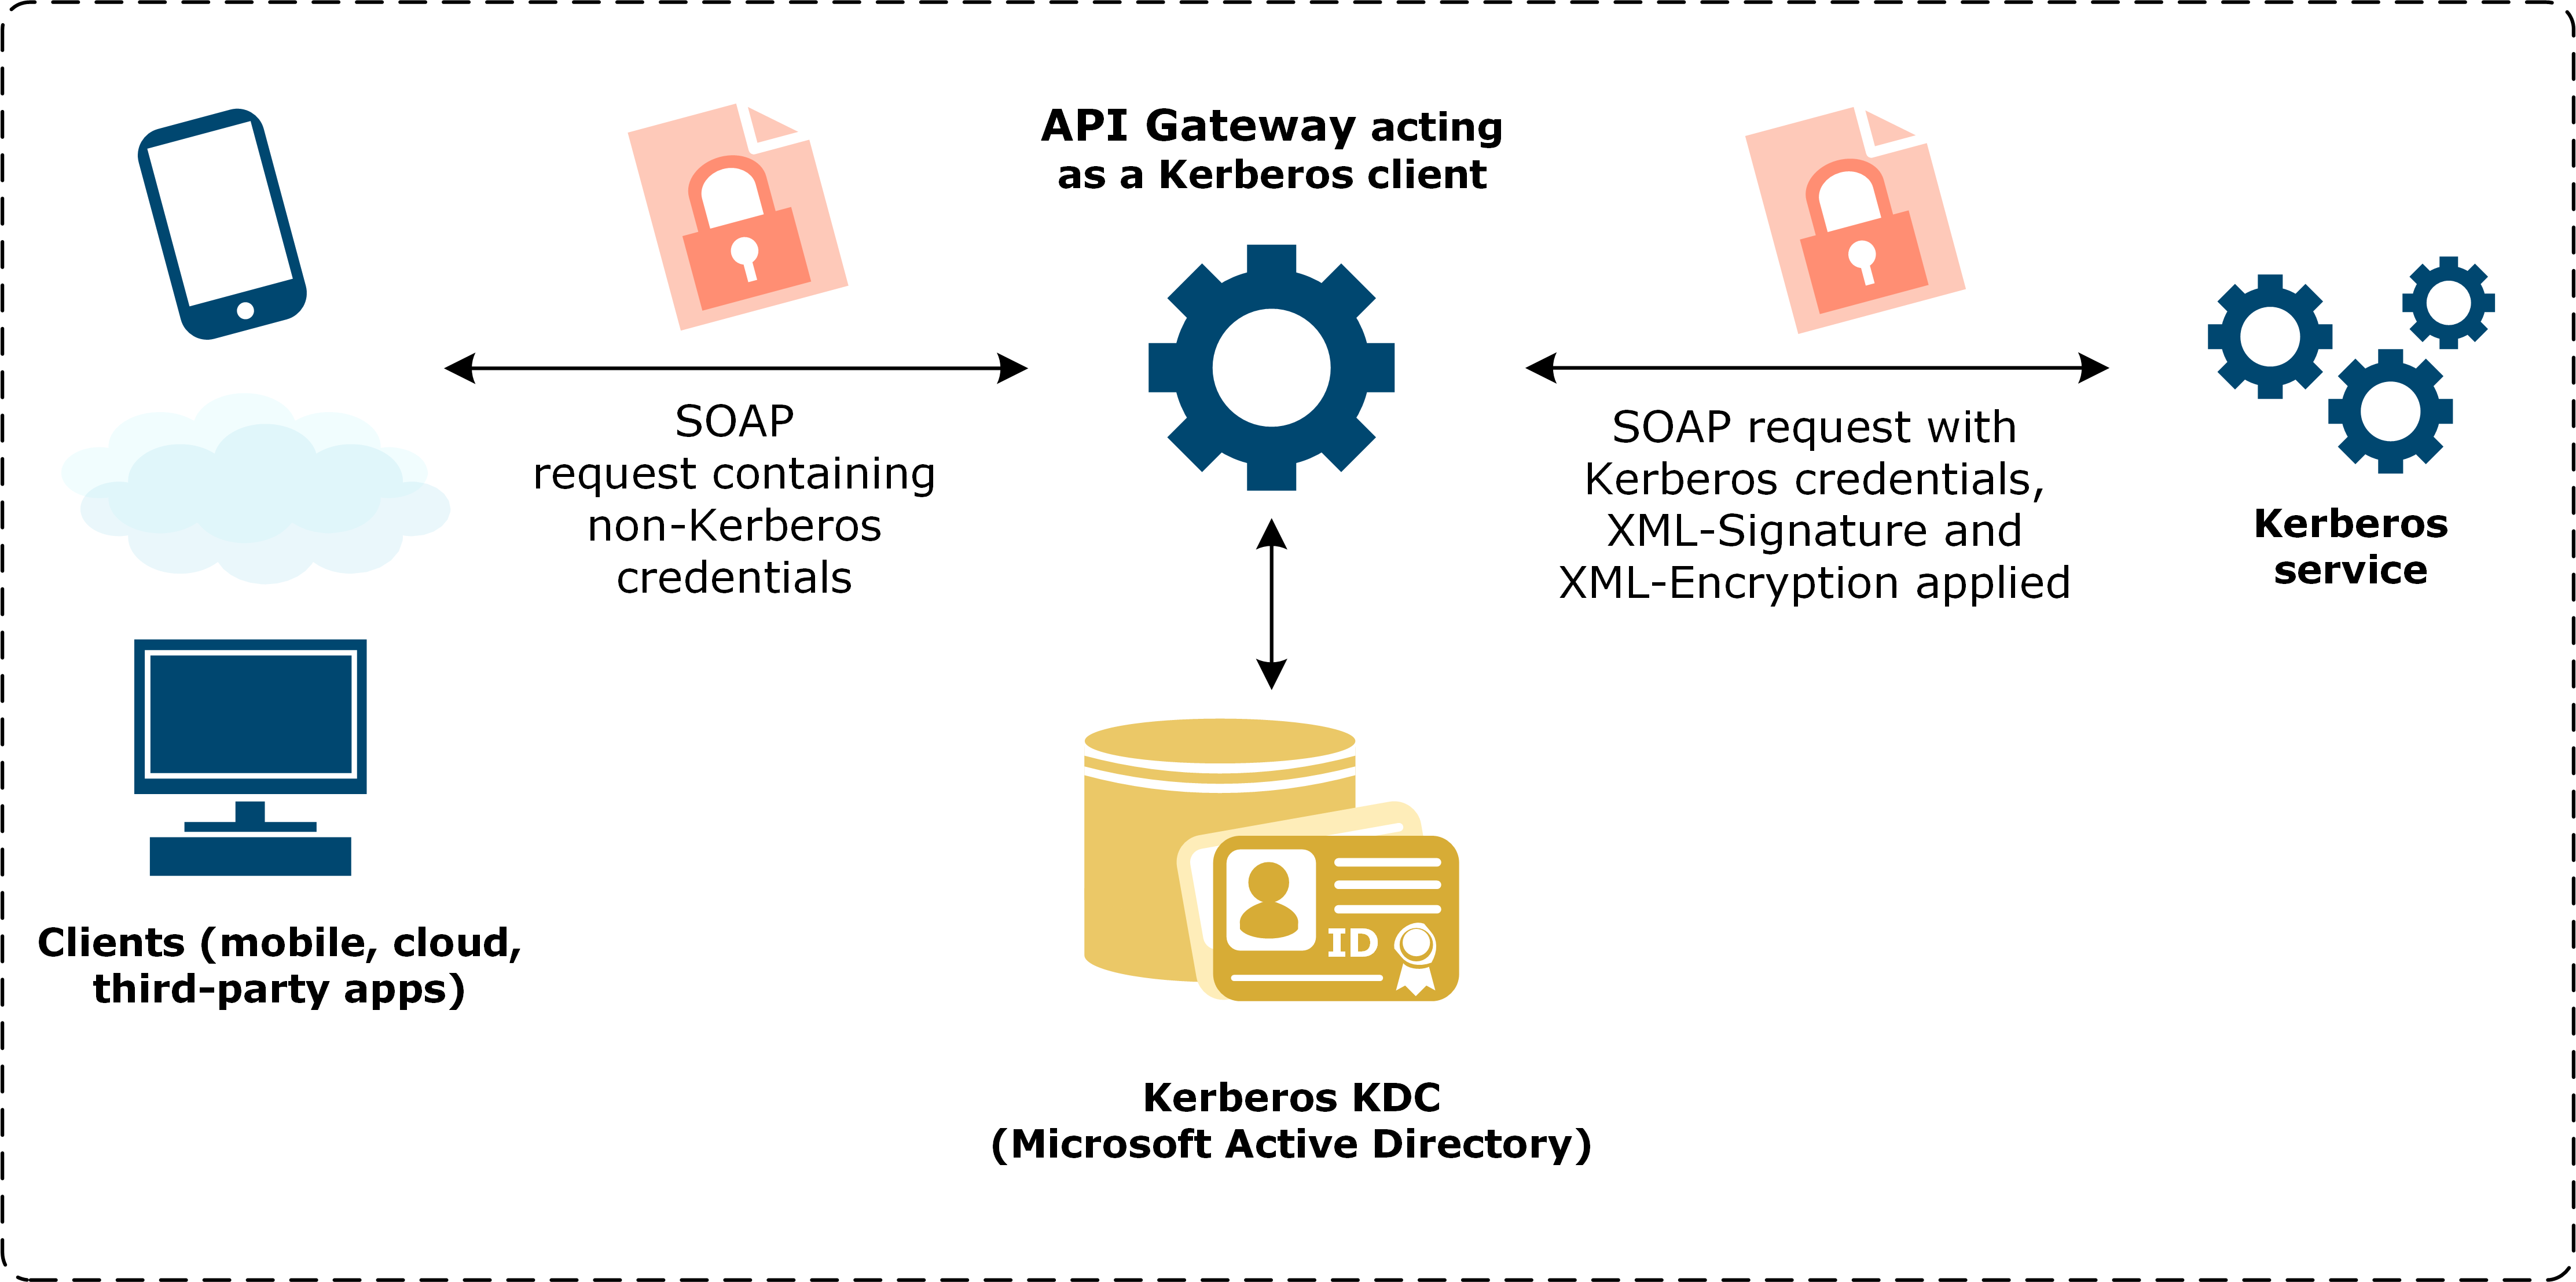 API Gateway acting
as a Kerberos client
SOAP
request containing
non-Kerberos
credentials
SOAP request with
Kerberos credentials,
XML-Signature and
XML-Encryption applied
Kerberos
service
Clients (mobile, cloud,
third-party apps)
ID
Kerberos KDC
(Microsoft Active Directory)